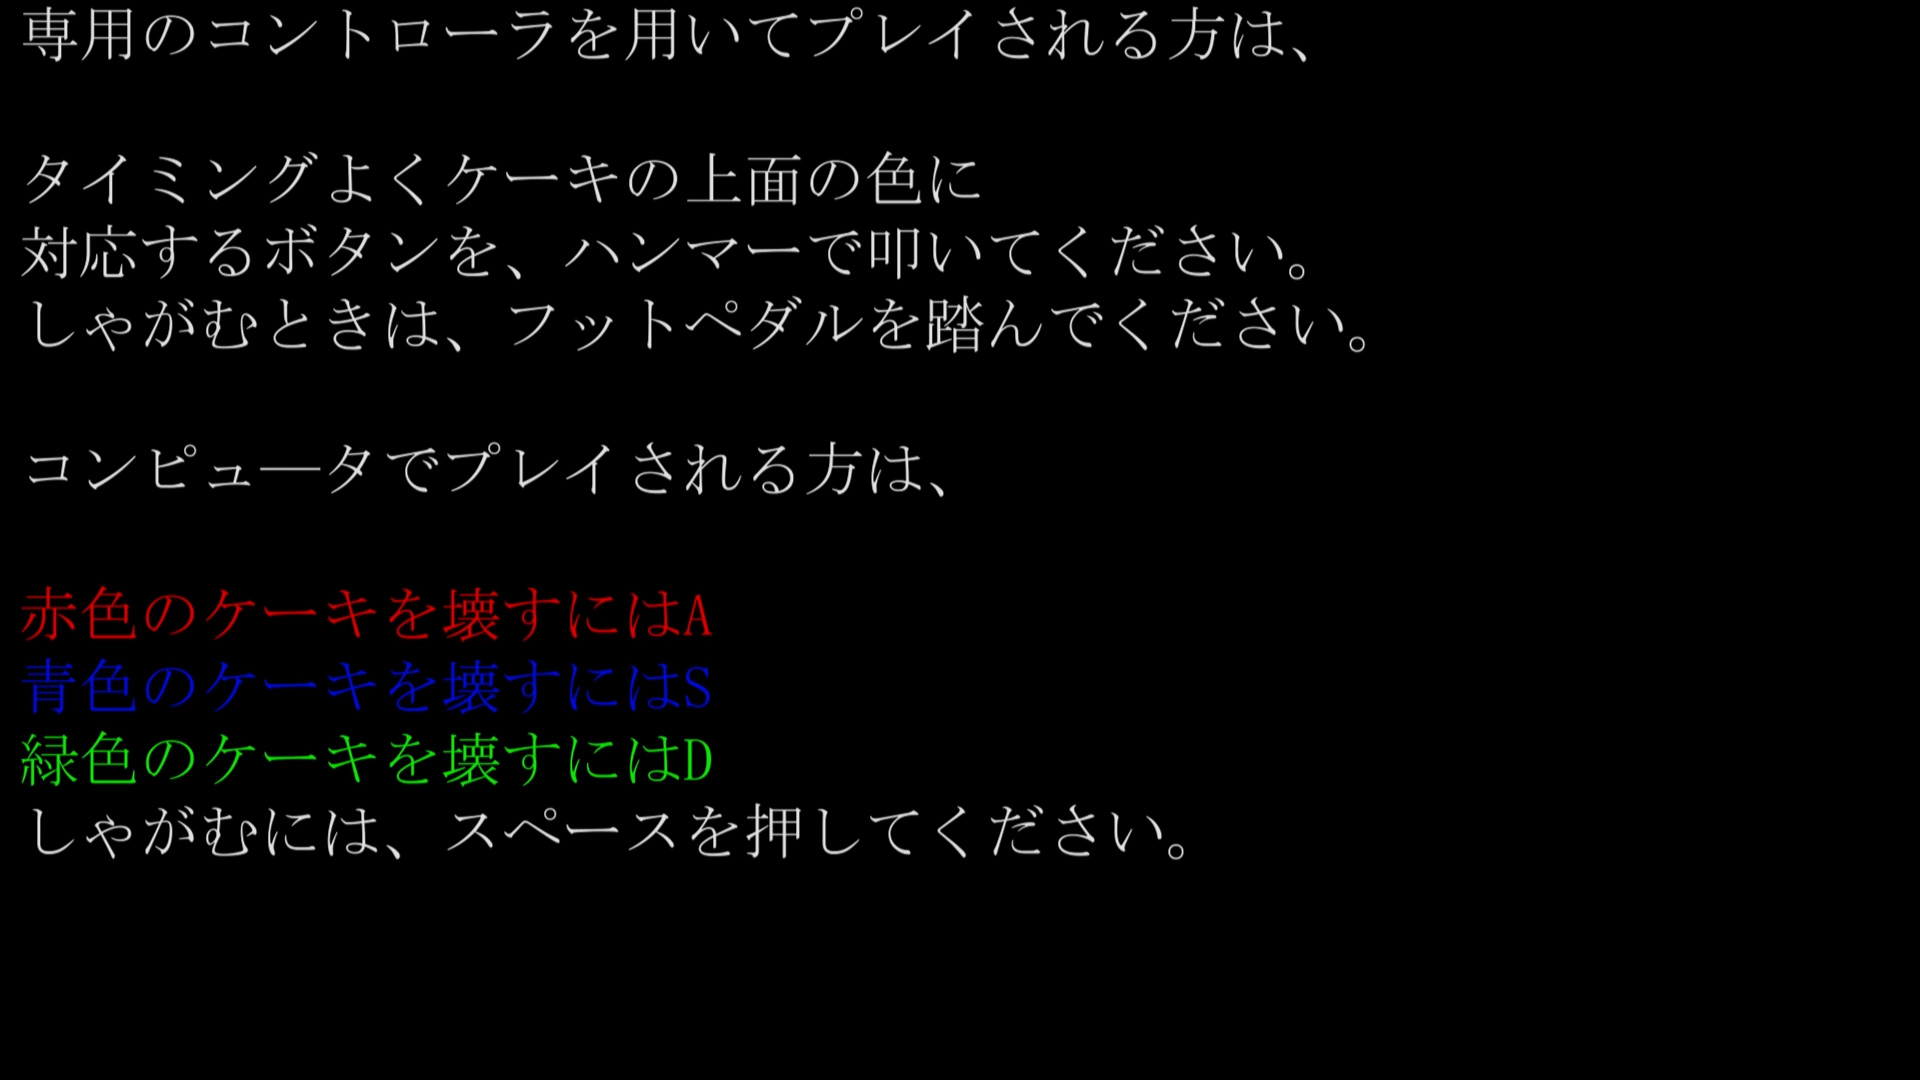 専用のコントローラを用いてプレイされる方は、
タイミングよくケーキの上面の色に
対応するボタンを、ハンマーで叩いてください。
しゃがむときは、フットペダルを踏んでください。
コンピュ―タでプレイされる方は、
赤色のケーキを壊すにはA
青色のケーキを壊すにはS
緑色のケーキを壊すにはD
しゃがむには、スペースを押してください。